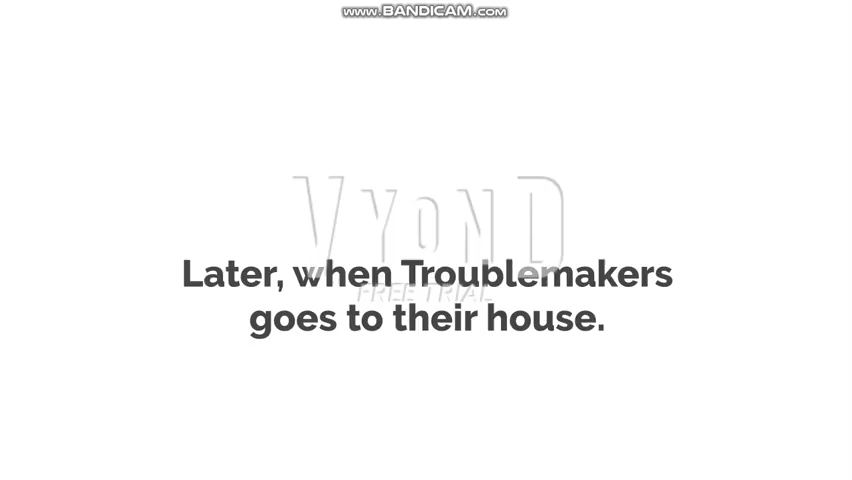 www.BANDICAM.com
VYOND
FREE TRIAL
Later, when Troublemakers
goes to their house.